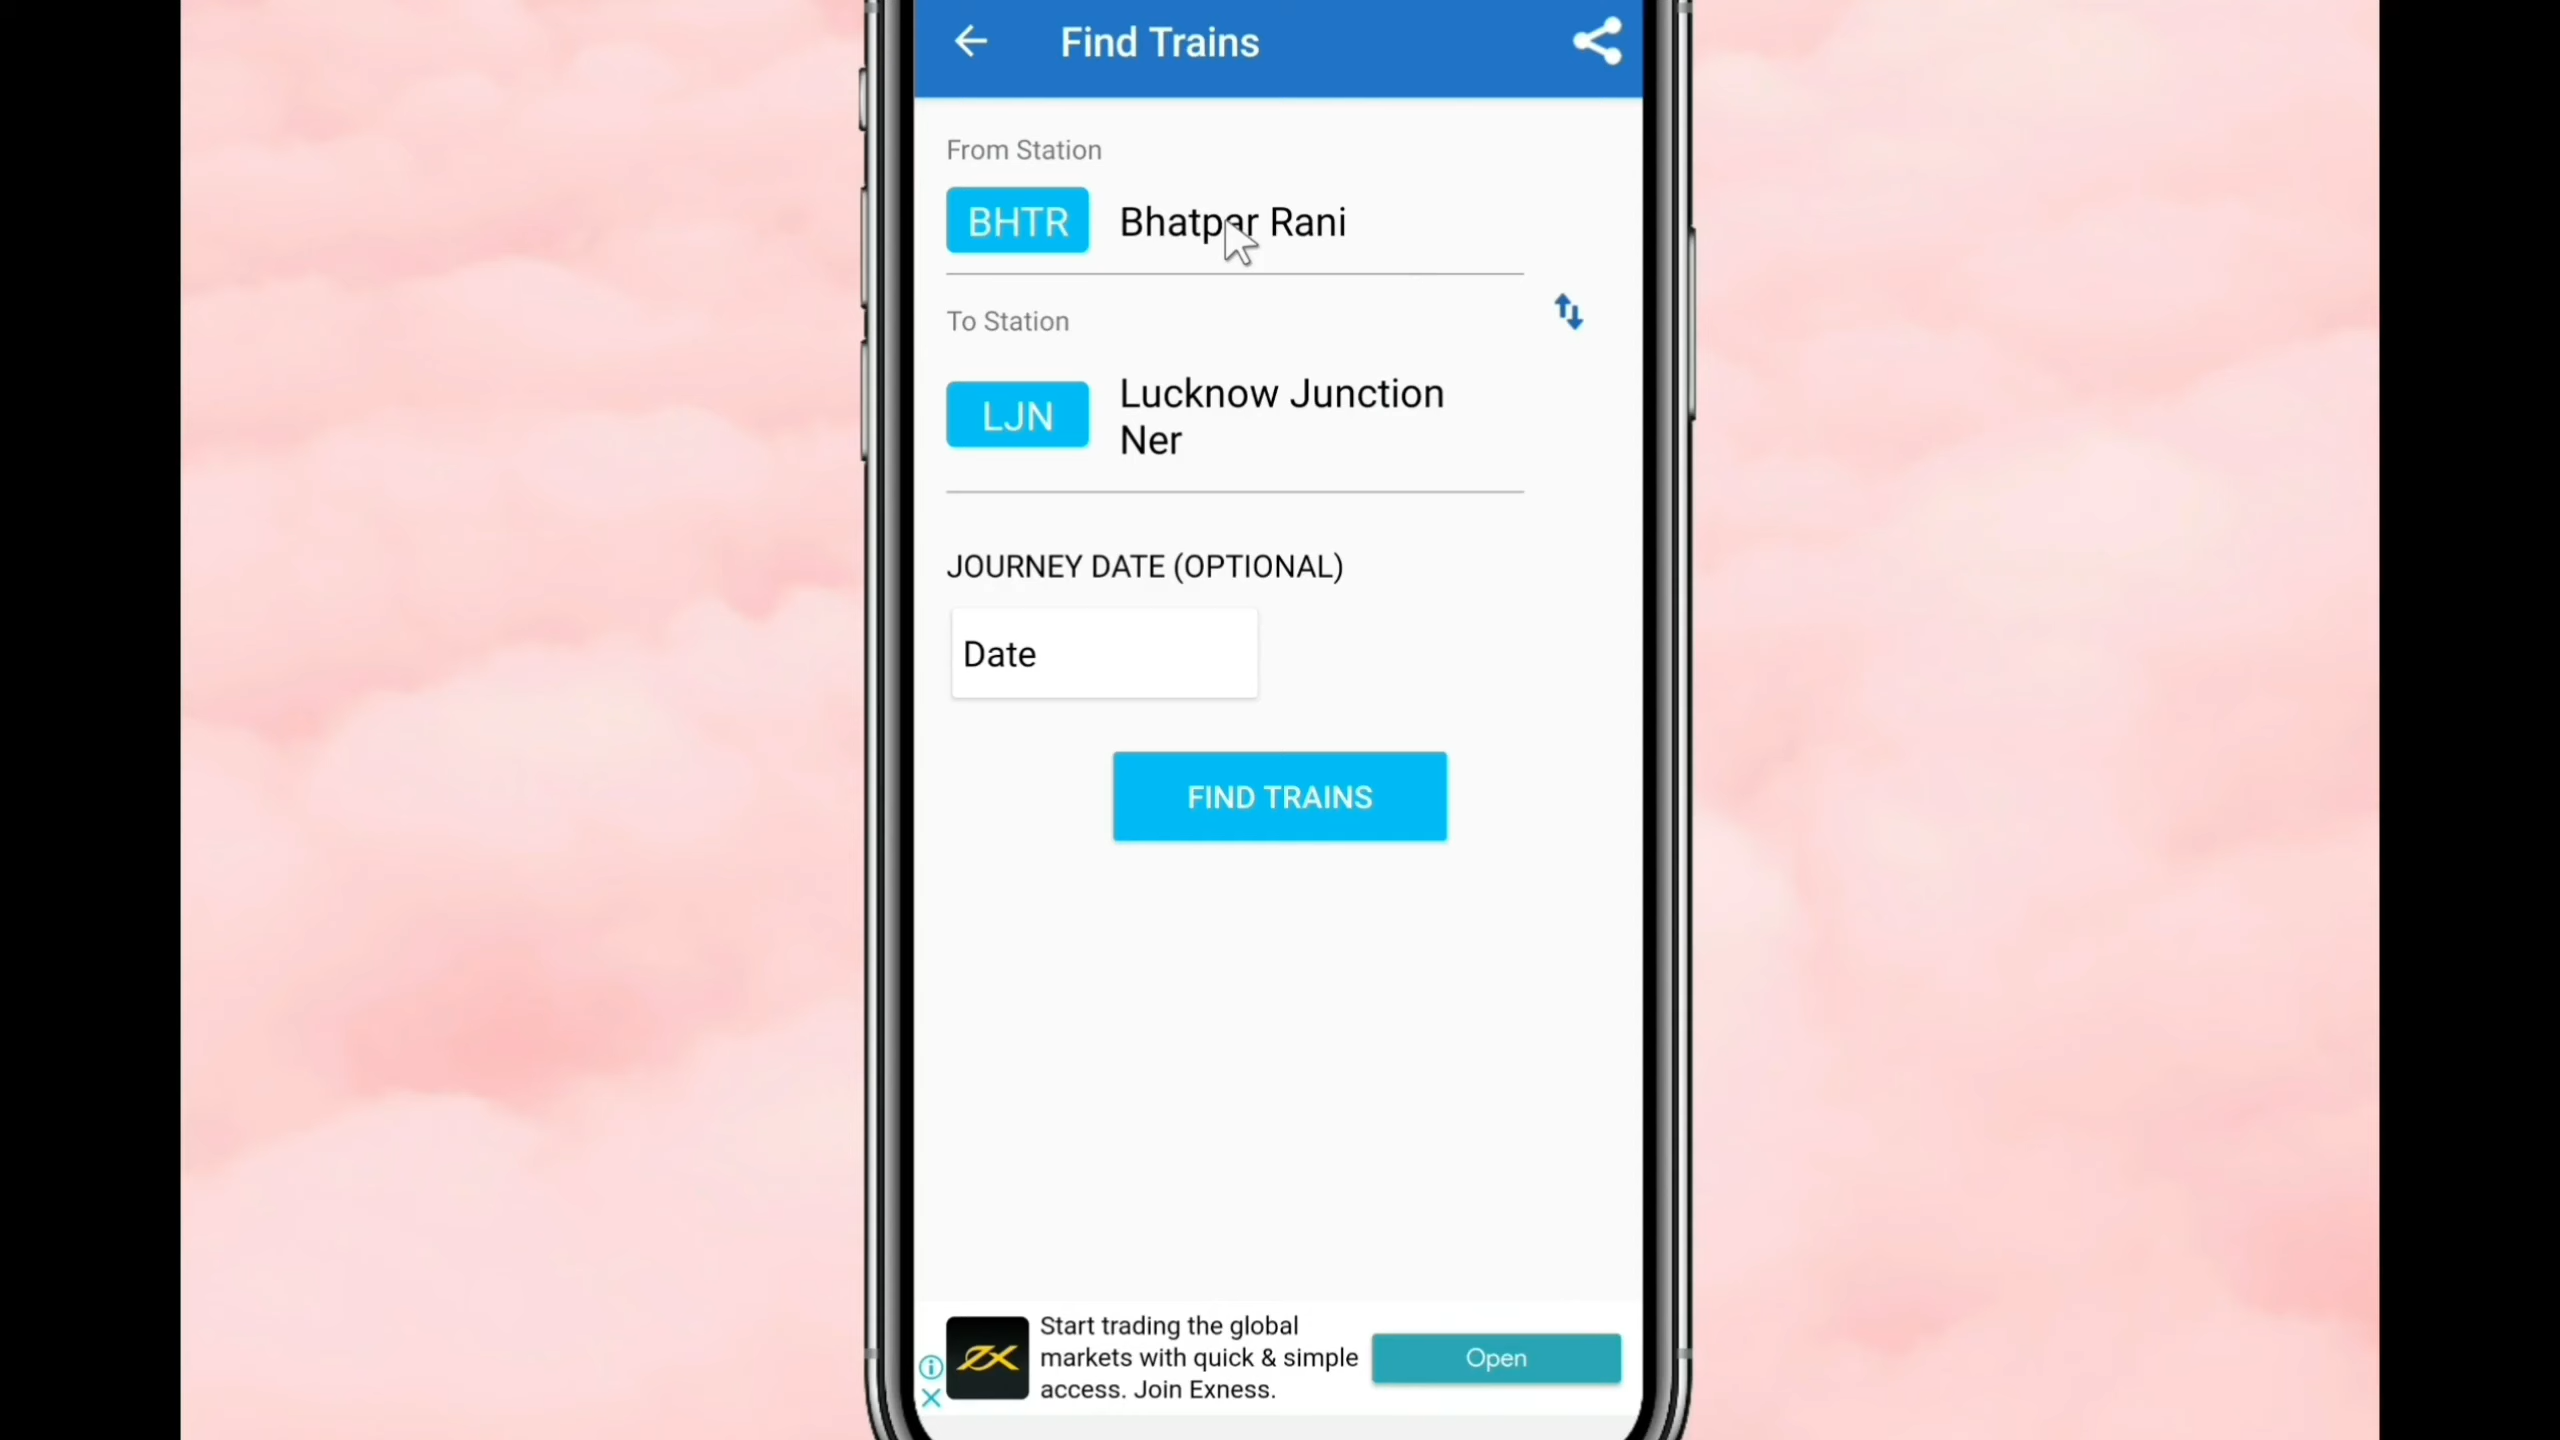 Find Trains
From Station
BHTR Bhatpar Rani
To Station
LJN Lucknow Junction
Ner
JOURNEY DATE (OPTIONAL)
Date
FIND TRAINS
Start trading the global
markets with quick & simple
access. Join Exness.
Open